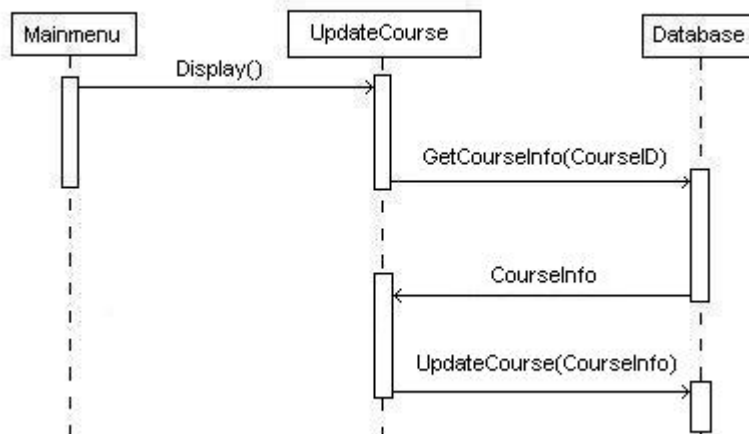 Mainmenu
UpdateCourse
Database
Display()
GetCourseInfo(CourseID)
CourseInfo
UpdateCourse(CourseInfo)